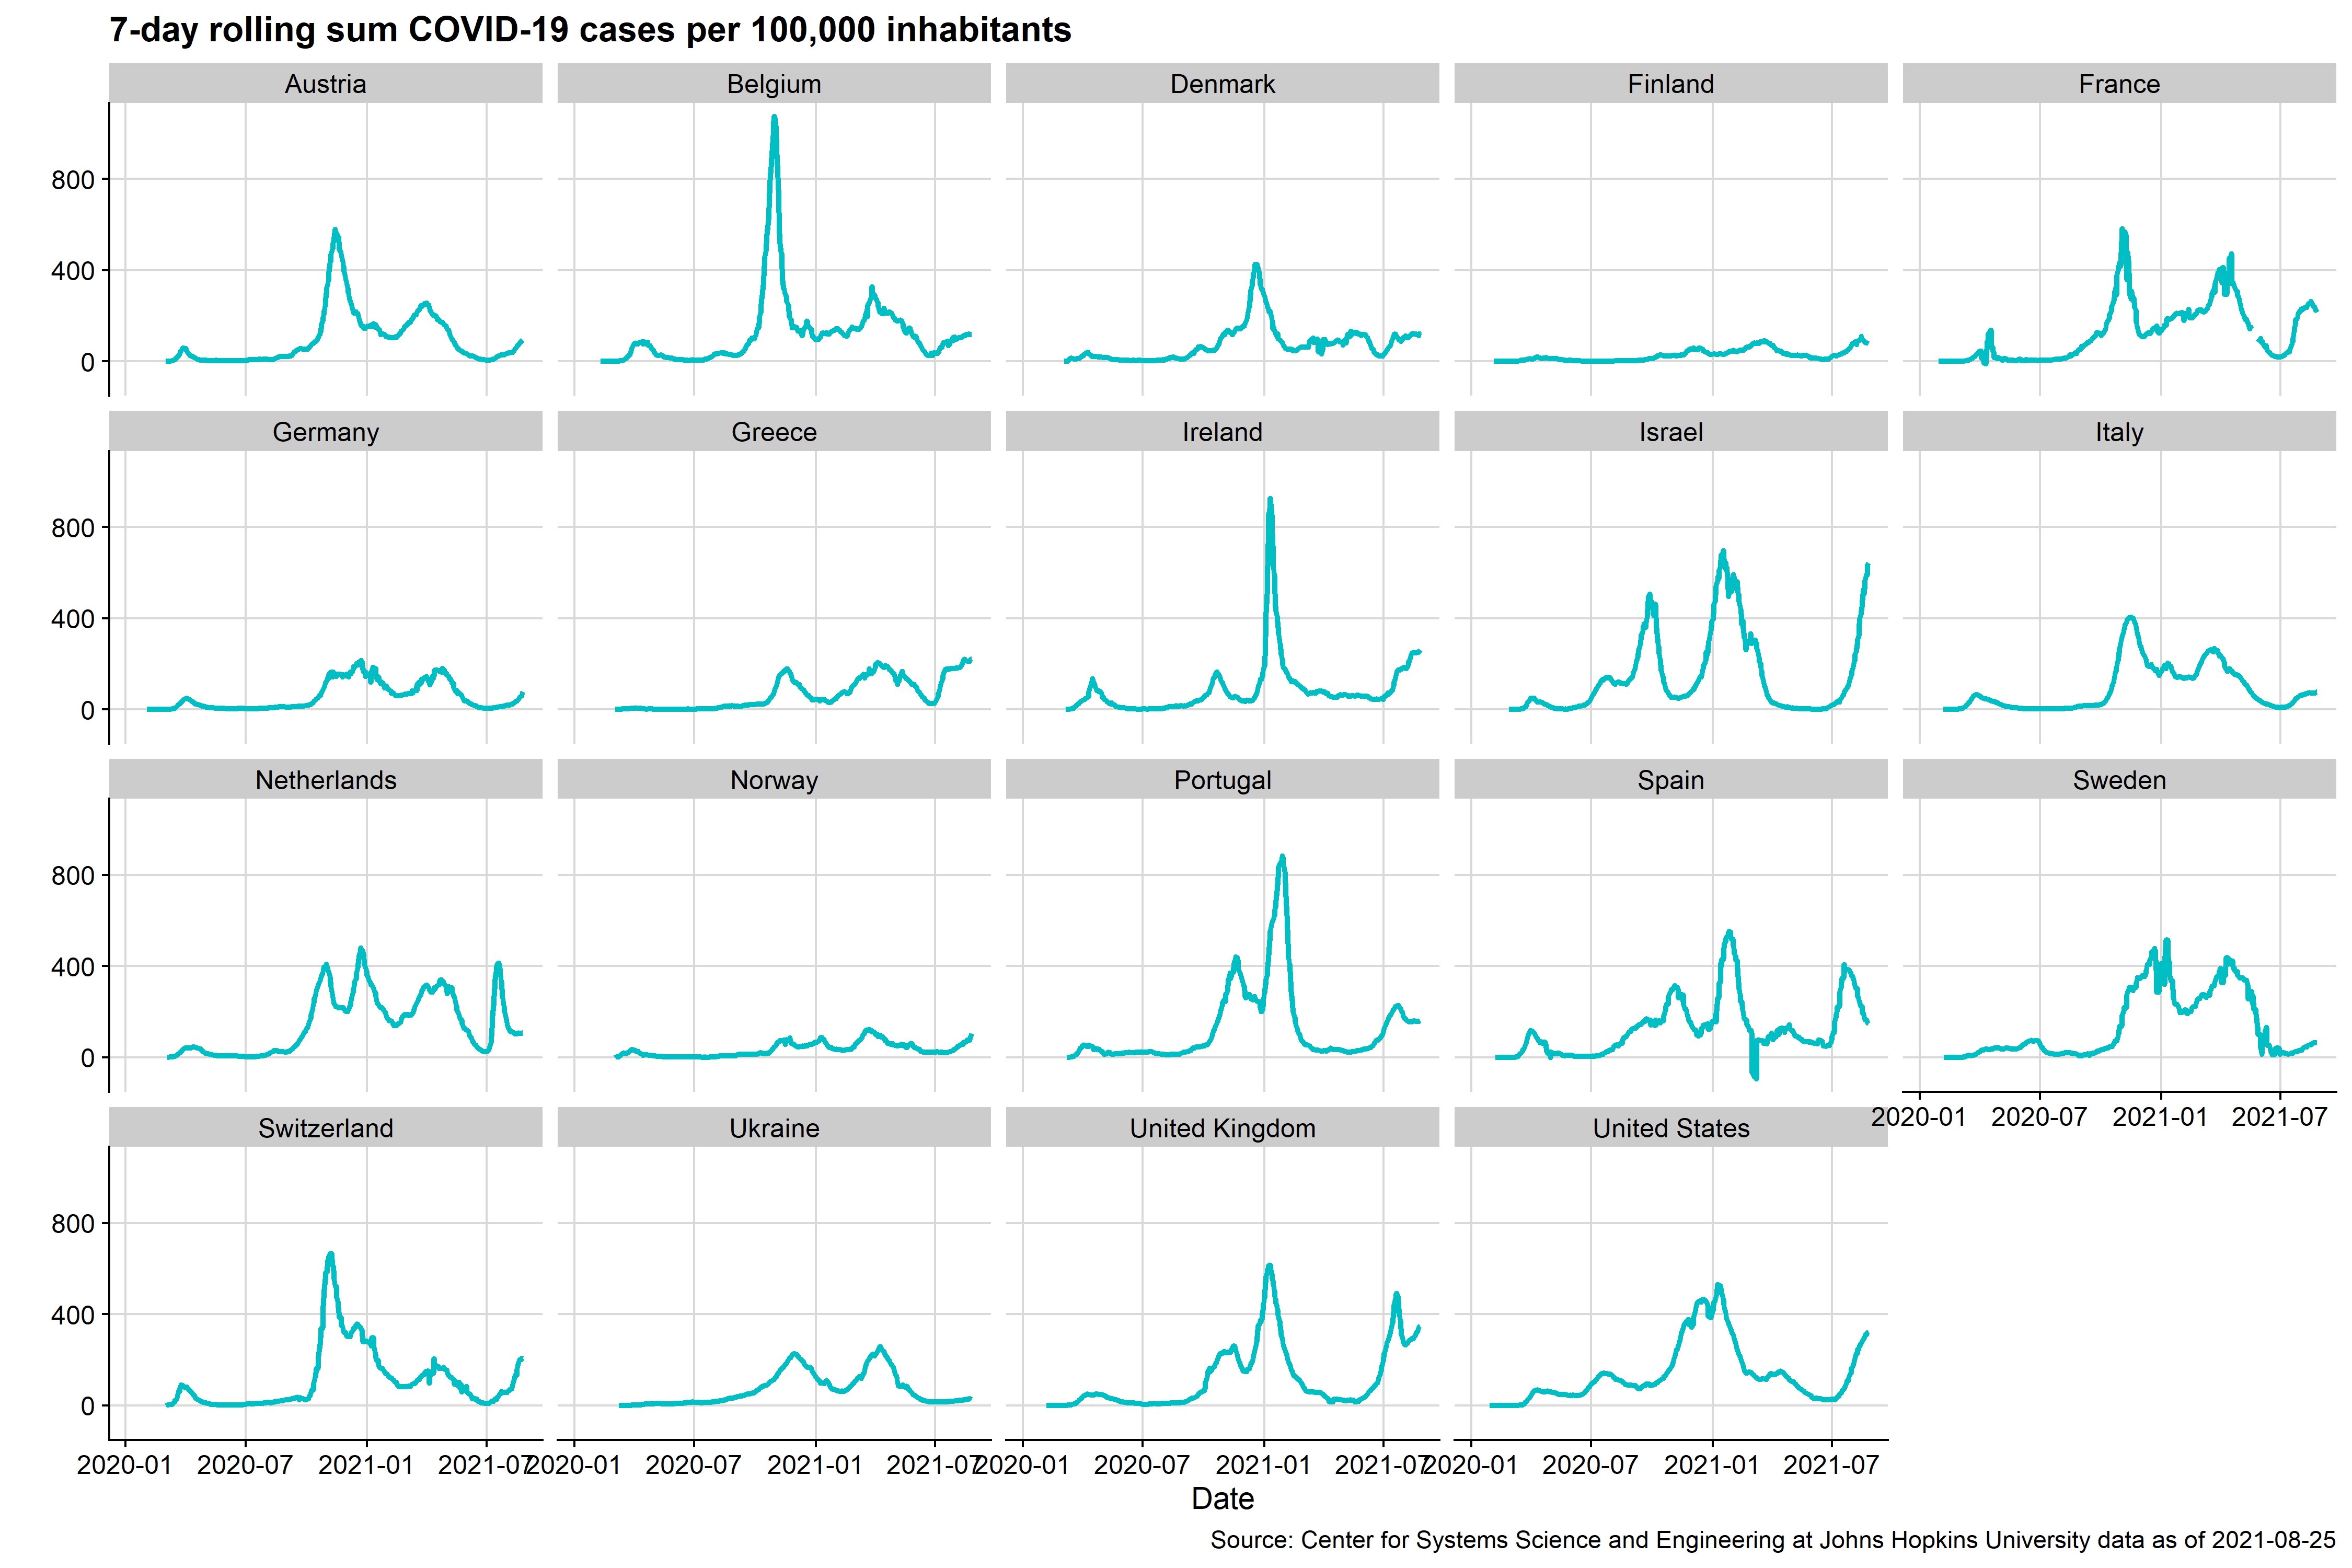 7-day rolling sum COVID-19 cases per 100,000 inhabitants
Austria Belgium Denmark Finland France
800
400
0
Germany Greece Ireland Israel Italy
800
400
0
Netherlands Norway Portugal Spain Sweden
800
400
0
2020-01 2020-07 2021-01 2021-07
Switzerland Ukraine United Kingdom United States
800
400
0
2020-01 2020-07 2021-01 2021-07 2020-01 2020-07 2021-01 2021-07 2020-01 2020-07 2021-01 2021-07 2020-01 2020-07 2021-01 2021-07
Date
Source: Center for Systems Science and Engineering at Johns Hopkins University data as of 2021-08-25